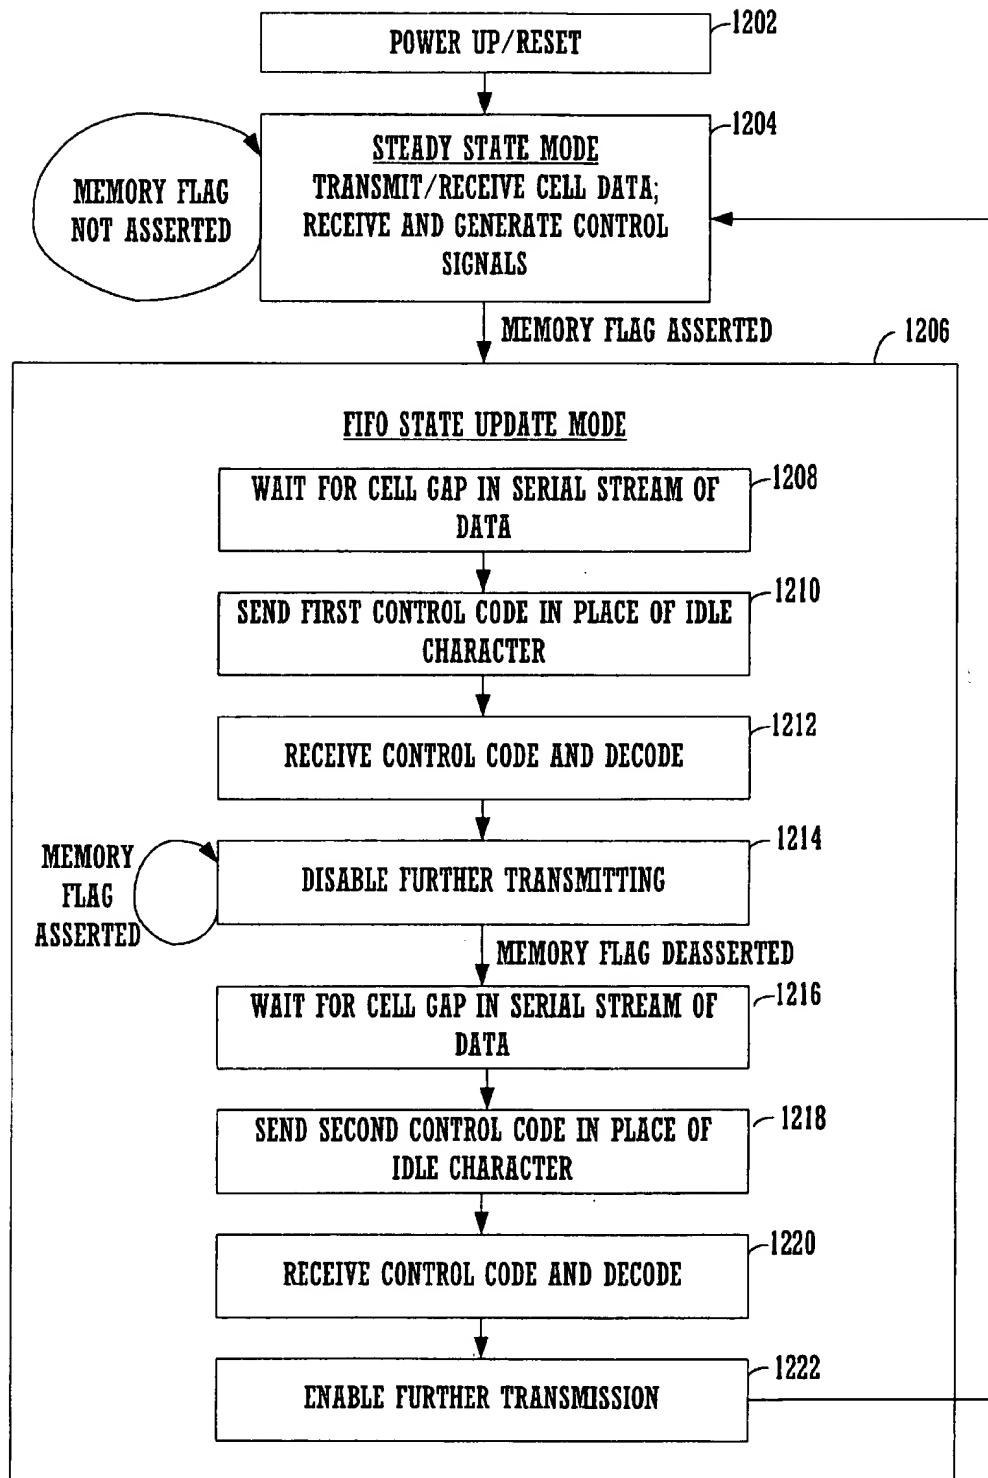 POWER UP/RESET
1202
STEADY STATE MODE
TRANSMIT/RECEIVE CELL DATA;
RECEIVE AND GENERATE CONTROL
SIGNALS
1204
MEMORY FLAG
NOT ASSERTED
MEMORY FLAG ASSERTED
1206
FIFO STATE UPDATE MODE
WAIT FOR CELL GAP IN SERIAL STREAM OF
DATA
1208
SEND FIRST CONTROL CODE IN PLACE OF IDLE
CHARACTER
1210
RECEIVE CONTROL CODE AND DECODE
1212
DISABLE FURTHER TRANSMITTING
1214
MEMORY
FLAG
ASSERTED
MEMORY FLAG DEASSERTED
WAIT FOR CELL GAP IN SERIAL STREAM OF
DATA
1216
SEND SECOND CONTROL CODE IN PLACE OF
IDLE CHARACTER
1218
RECEIVE CONTROL CODE AND DECODE
1220
ENABLE FURTHER TRANSMISSION
1222